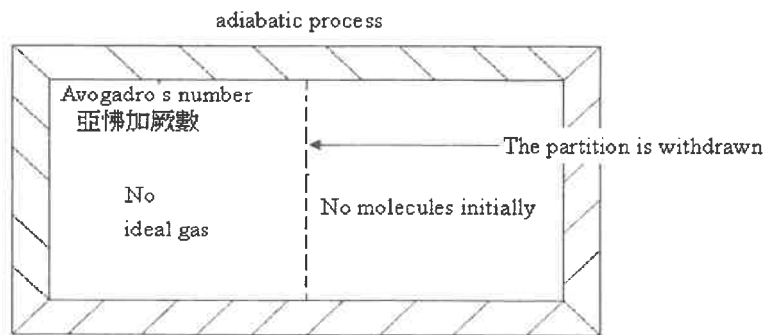 adiabatic process
Avogadro s number
亞佛加厥數
No
ideal gas
No molecules initially
The partition is withdrawn